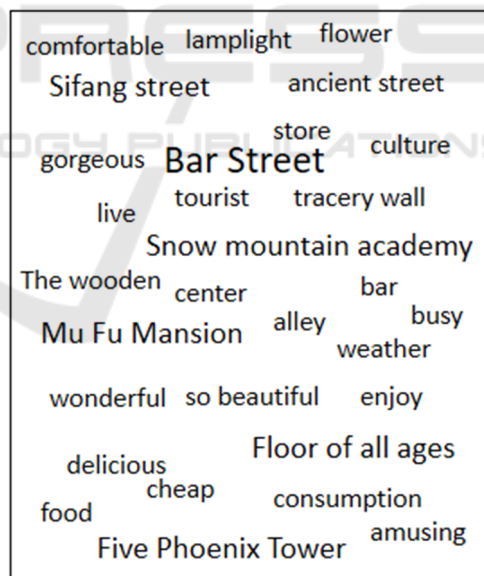 comfortable lamplight flower
Sifang street ancient street
store culture
gorgeous Bar Street
tourist tracery wall
live
Snow mountain academy
The wooden center bar
busy
Mu Fu Mansion alley
weather
wonderful so beautiful enjoy
Floor of all ages
delicious
cheap consumption
food
amusing
Five Phoenix Tower